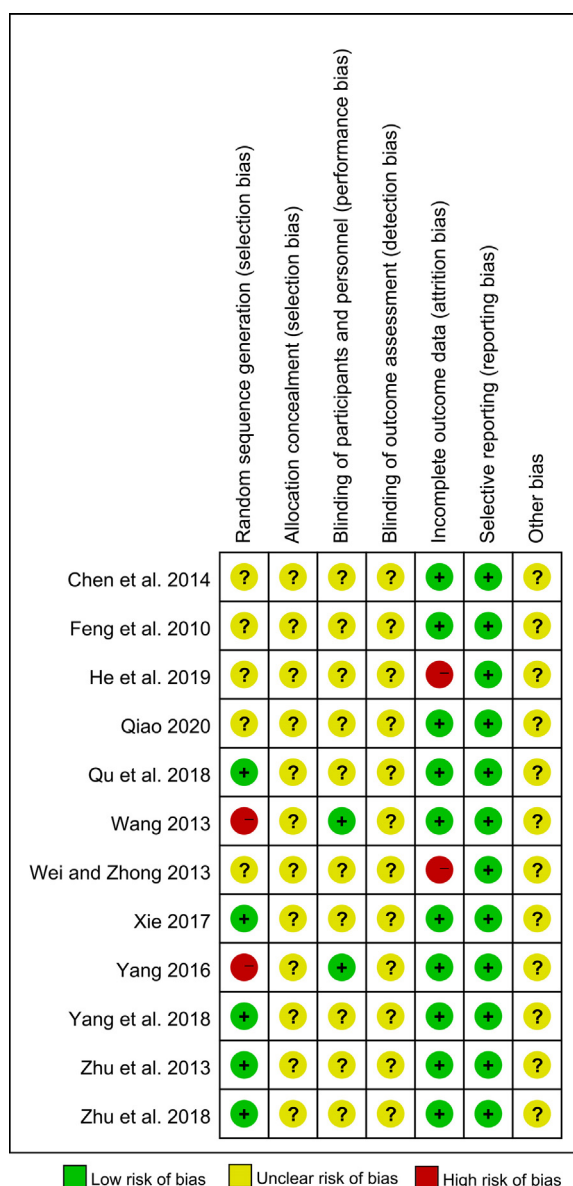 Random sequence generation (selection bias)
Allocation concealment (selection bias)
Blinding of participants and personnel (performance bias)
Blinding of outcome assessment (detection bias)
Incomplete outcome data (attrition bias)
Selective reporting (reporting bias)
Other bias
Chen et al. 2014 ? ? ? ? + + ?
Feng et al. 2010 ? ? ? ? + + ?
He et al. 2019 ? ? ? ? − + ?
Qiao 2020 ? ? ? ? + + ?
Qu et al. 2018 + ? ? ? + + ?
Wang 2013 − ? + ? + + ?
Wei and Zhong 2013 ? ? ? ? − + ?
Xie 2017 + ? ? ? + + ?
Yang 2016 − ? + ? + + ?
Yang et al. 2018 + ? ? ? + + ?
Zhu et al. 2013 + ? ? ? + + ?
Zhu et al. 2018 + ? ? ? + + ?
Low risk of bias Unclear risk of bias High risk of bias